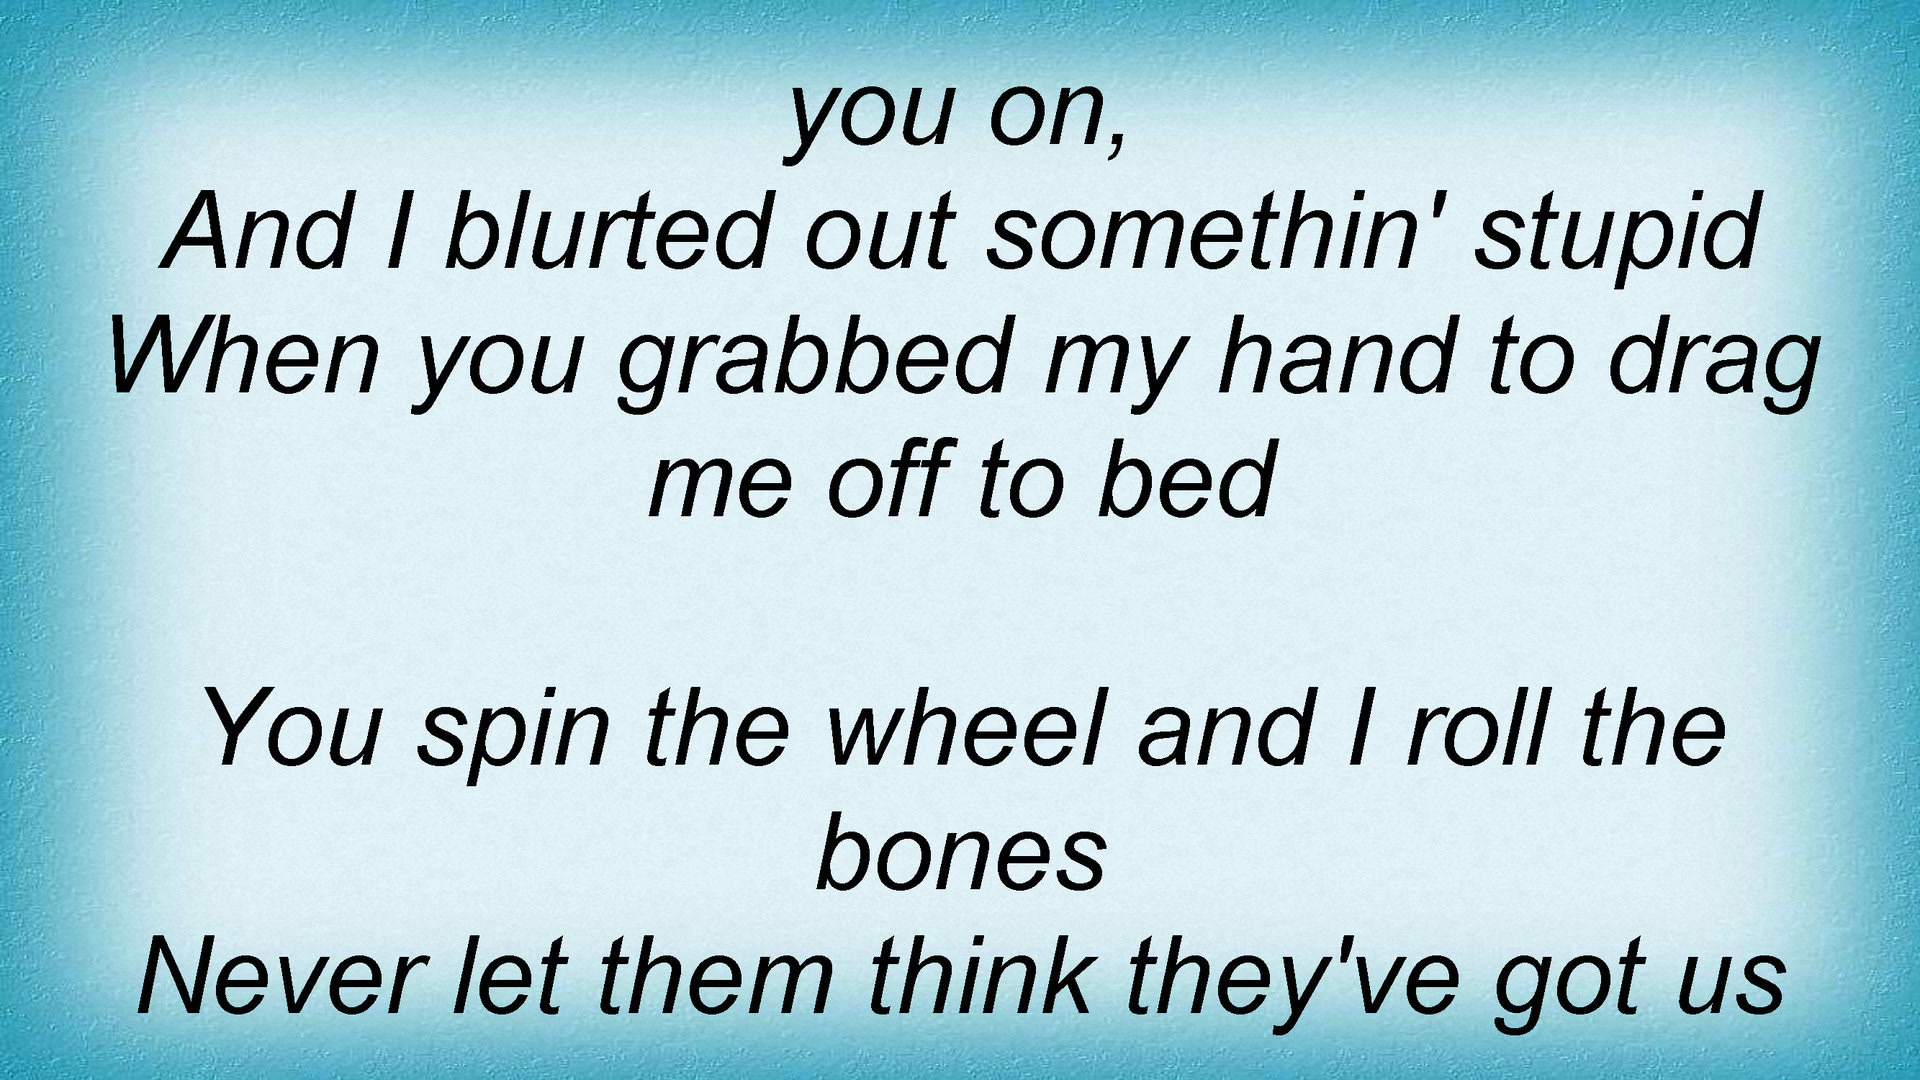 you on,
And I blurted out somethin' stupid
When you grabbed my hand to drag
me off to bed
You spin the wheel and I roll the
bones
Never let them think they've got us